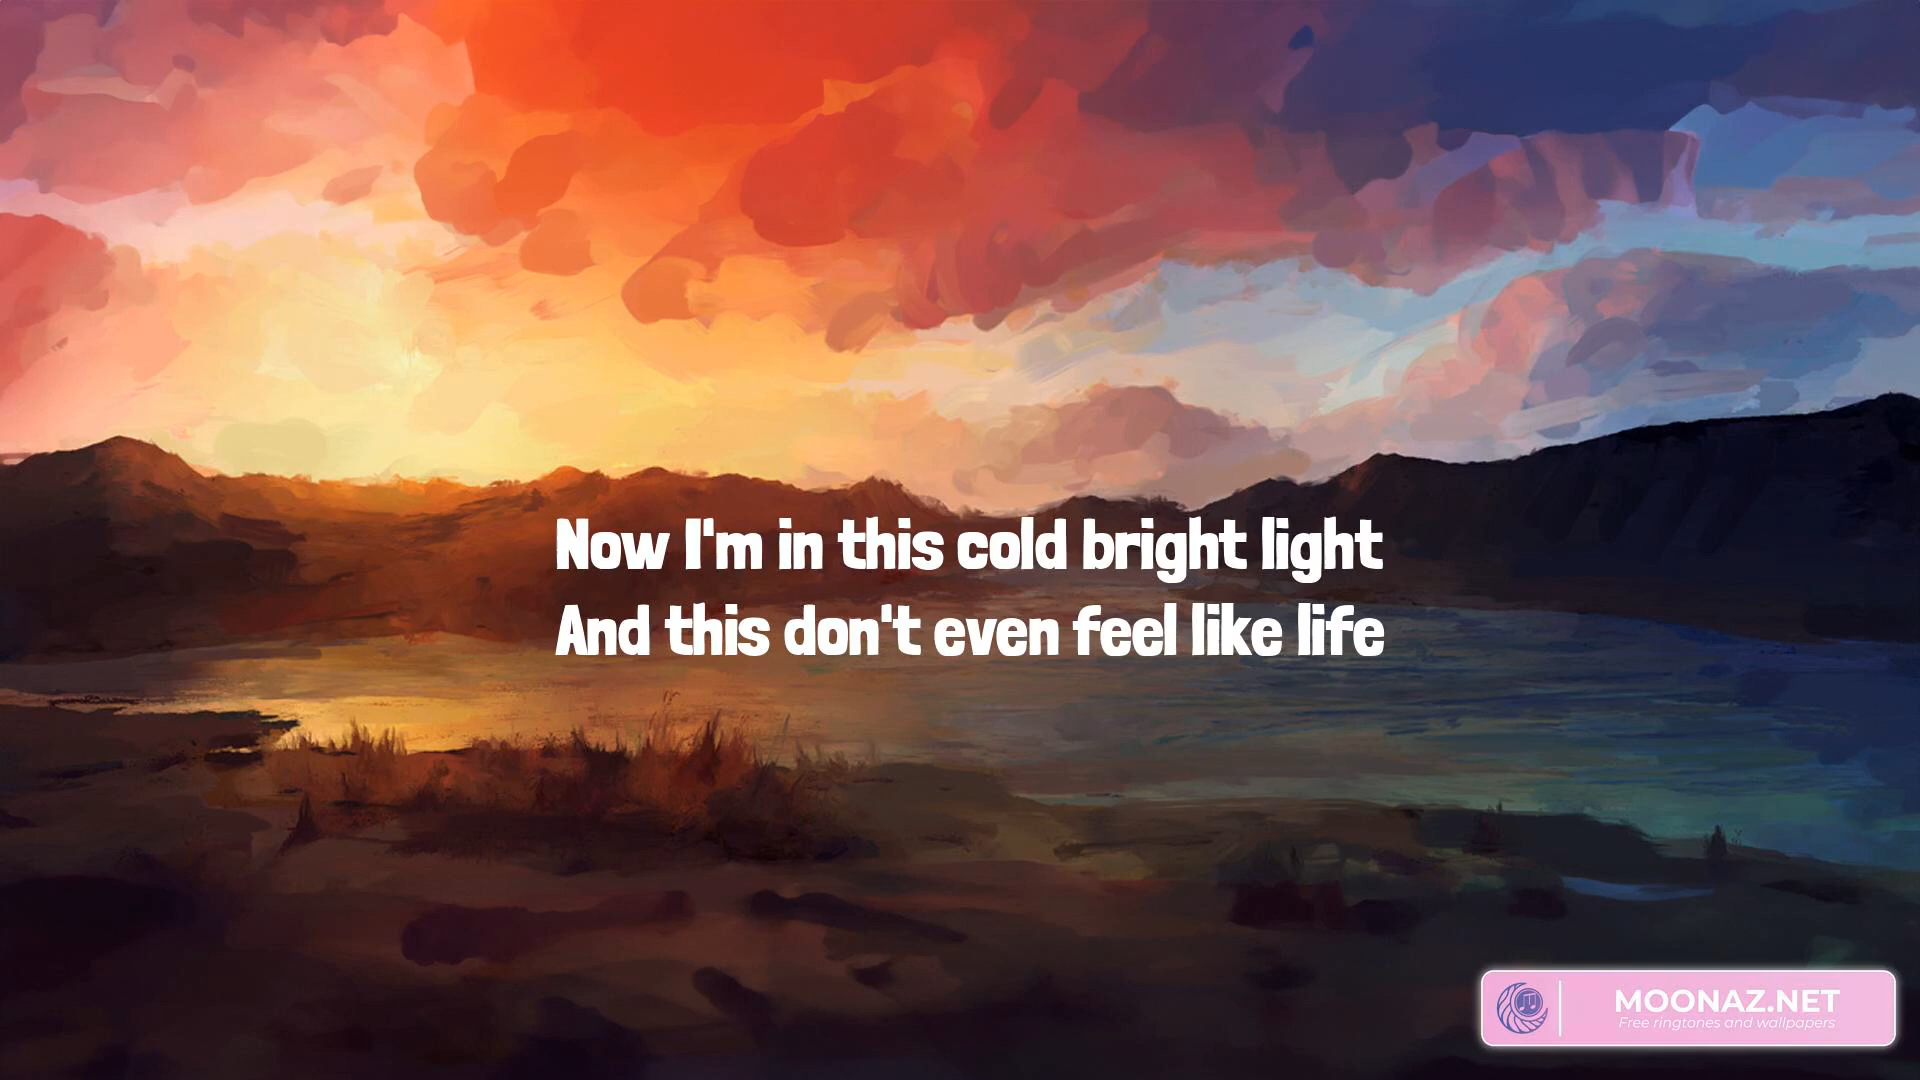 Now I'm in this cold bright light
And this don't even feel like life
MOONAZ.NET
Free ringtones and wallpapers